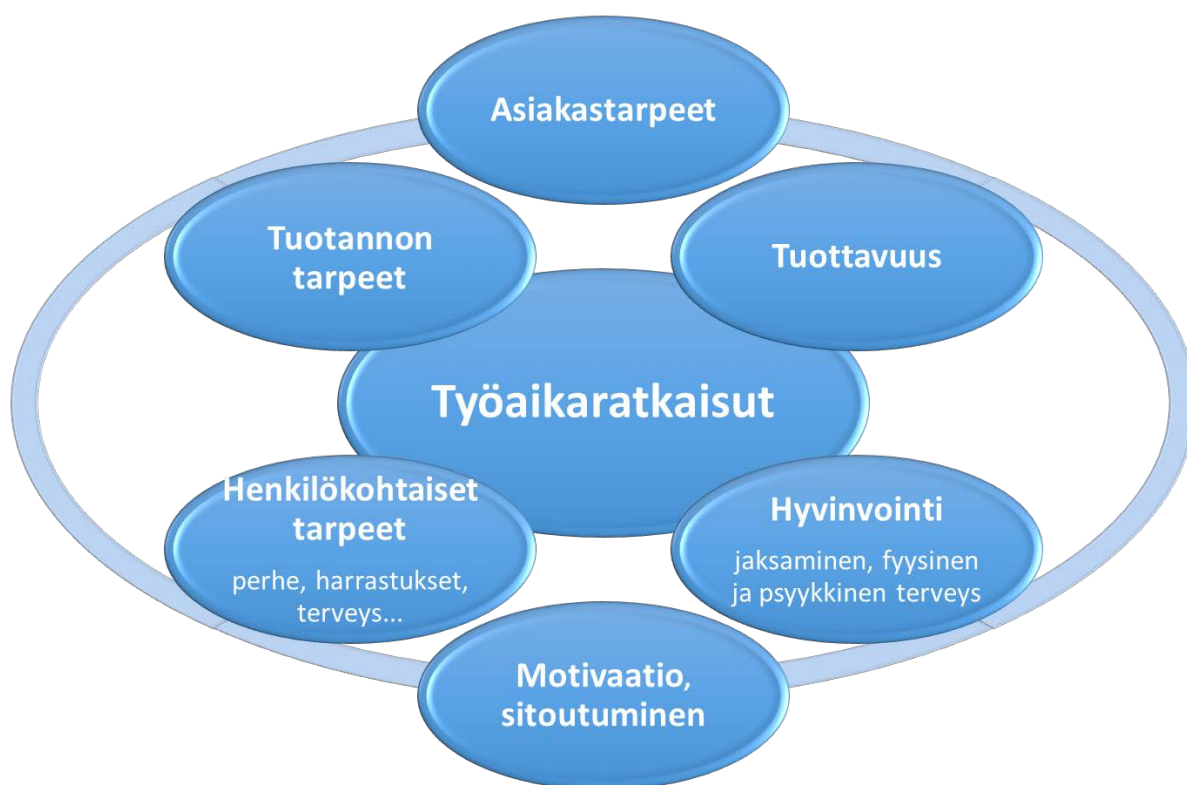 Asiakastarpeet
Tuotannon
tarpeet
Tuottavuus
Työaikaratkaisut
Henkilökohtaiset
tarpeet
perhe, harrastukset,
terveys...
Hyvinvointi
jaksaminen, fyysinen
ja psyykkinen terveys
Motivaatio,
sitoutuminen